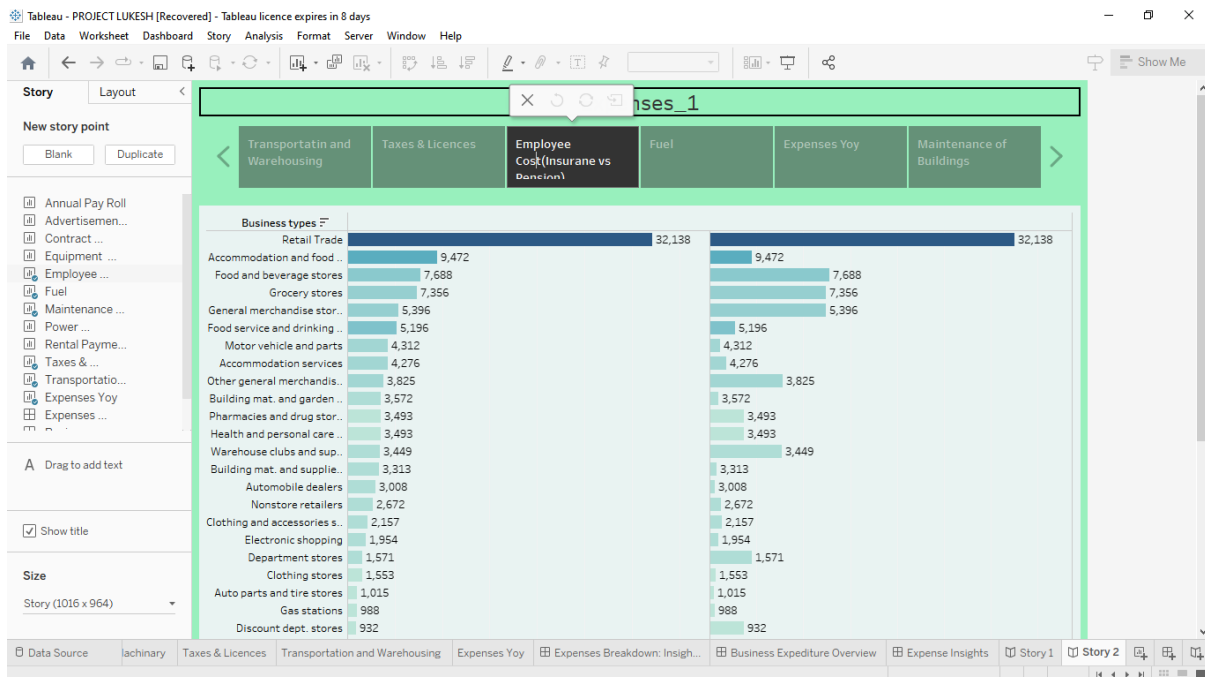 Tableau - PROJECT LUKESH [Recovered] - Tableau licence expires in 8 days
File Data Worksheet Dashboard Story Analysis Format Server Window Help
Show Me
Story Layout
New story point
Blank Duplicate
Annual Pay Roll
Advertisemen...
Contract ...
Equipment ...
Employee ...
Fuel
Maintenance ...
Power ...
Rental Payme...
Taxes & ...
Transportatio...
Expenses Yoy
Expenses ...
A Drag to add text
Show title
Size
Story (1016 x 964)
nses_1
Transportatin and
Warehousing
Taxes & Licences
Employee
Cost(Insurane vs
Pension)
Fuel
Expenses Yoy
Maintenance of
Buildings
Business types
Retail Trade 32,138 32,138
Accommodation and food .. 9,472 9,472
Food and beverage stores 7,688 7,688
Grocery stores 7,356 7,356
General merchandise stor.. 5,396 5,396
Food service and drinking .. 5,196 5,196
Motor vehicle and parts 4,312 4,312
Accommodation services 4,276 4,276
Other general merchandis.. 3,825 3,825
Building mat. and garden .. 3,572 3,572
Pharmacies and drug stor.. 3,493 3,493
Health and personal care .. 3,493 3,493
Warehouse clubs and sup.. 3,449 3,449
Building mat. and supplie.. 3,313 3,313
Automobile dealers 3,008 3,008
Nonstore retailers 2,672 2,672
Clothing and accessories s.. 2,157 2,157
Electronic shopping 1,954 1,954
Department stores 1,571 1,571
Clothing stores 1,553 1,553
Auto parts and tire stores 1,015 1,015
Gas stations 988 988
Discount dept. stores 932 932
Data Source lachinary Taxes & Licences Transportation and Warehousing Expenses Yoy Expenses Breakdown: Insigh... Business Expediture Overview Expense Insights Story 1 Story 2